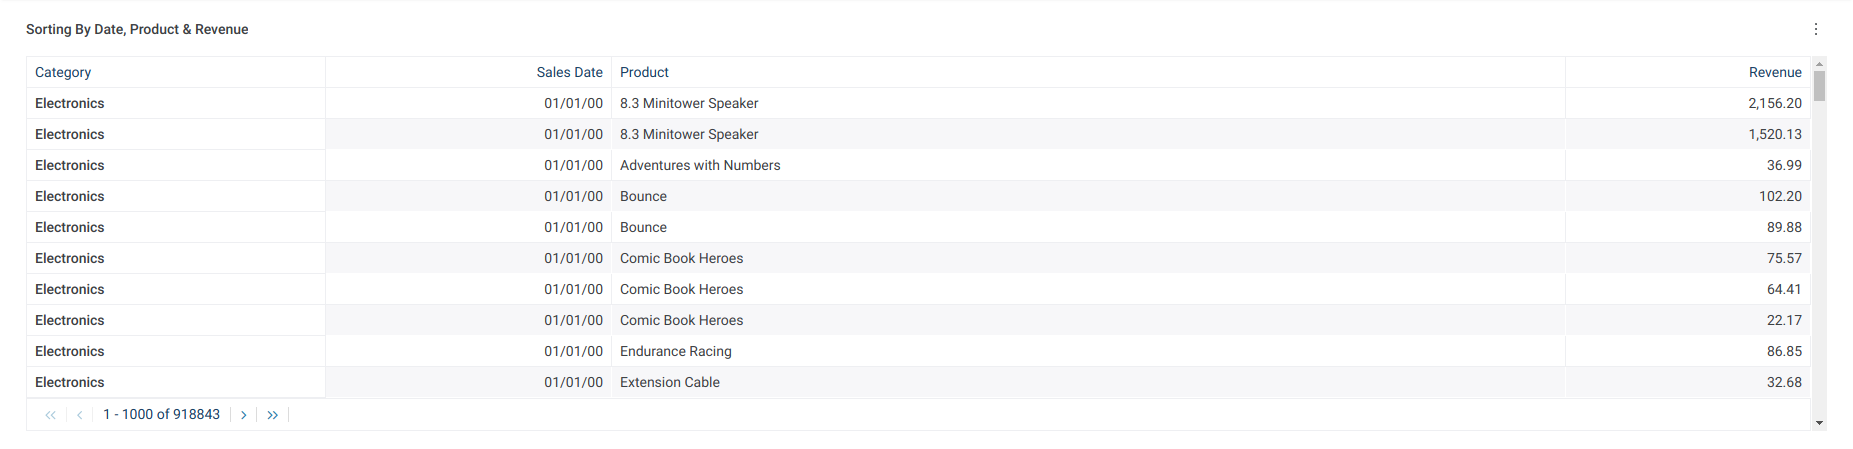 Sorting By Date, Product & Revenue
Category Sales Date Product Revenue
Electronics 01/01/00 8.3 Minitower Speaker 2,156.20
Electronics 01/01/00 8.3 Minitower Speaker 1,520.13
Electronics 01/01/00 Adventures with Numbers 36.99
Electronics 01/01/00 Bounce 102.20
Electronics 01/01/00 Bounce 89.88
Electronics 01/01/00 Comic Book Heroes 75.57
Electronics 01/01/00 Comic Book Heroes 64.41
Electronics 01/01/00 Comic Book Heroes 22.17
Electronics 01/01/00 Endurance Racing 86.85
Electronics 01/01/00 Extension Cable 32.68
1 - 1000 of 918843